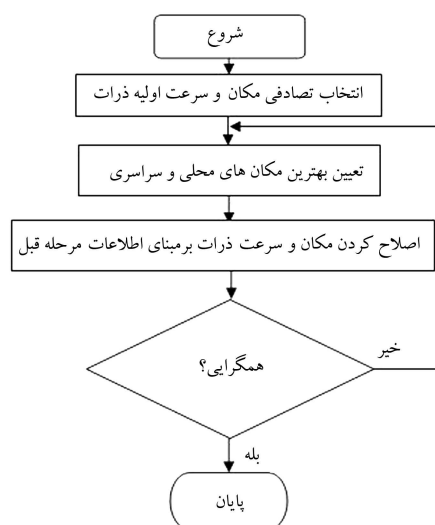 شروع
انتخاب تصادفی مکان و سرعت اولیه ذرات
تعیین بهترین مکان های محلی و سراسری
اصلاح کردن مکان و سرعت ذرات برمبنای اطلاعات مرحله قبل
همگرایی؟
خیر
بله
پایان